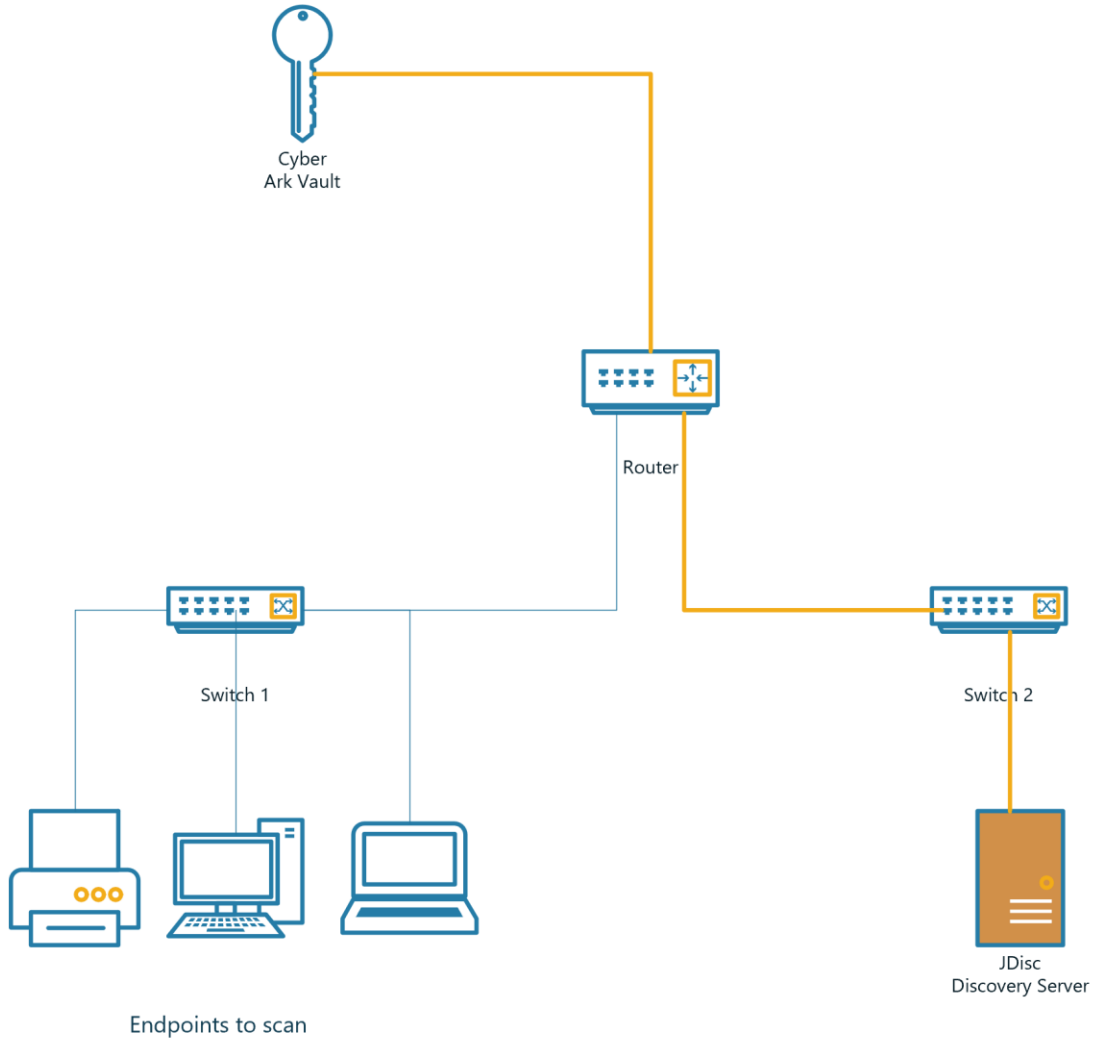 Cyber
Ark Vault
Router
Switch 1
Switch 2
JDisc
Discovery Server
Endpoints to scan